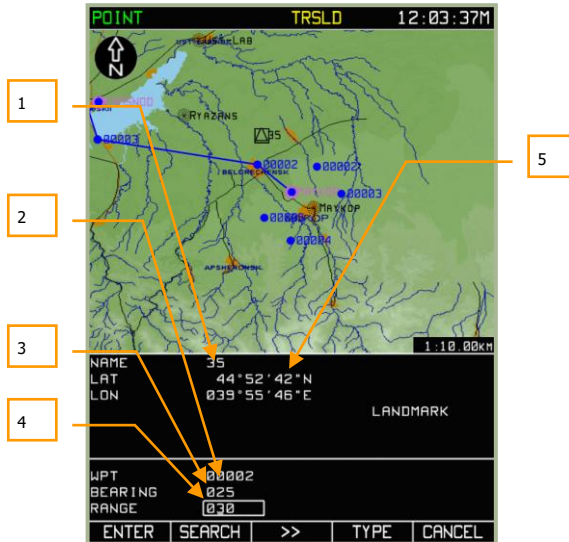 POINT TRSLD 12:03:37M
LAB
N
RYAZANS
00003
35
00002 00002
BELORECHENSK
00003
MAYKOP
00004
APSHERONSK
1:10.00KM
NAME 35
LAT 44°52'42"N
LON 039°55'46"E
LANDMARK
WPT 00002
BEARING 025
RANGE 030
ENTER SEARCH >> TYPE CANCEL
1
2
3
4
5